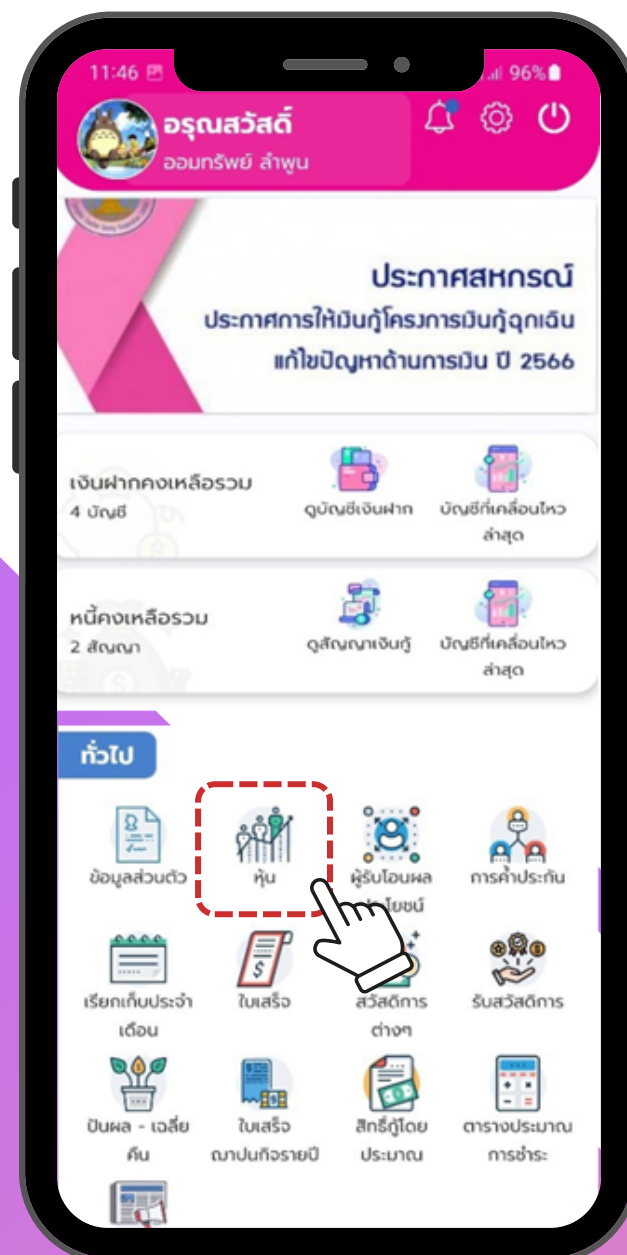 11:46
96%
อรุณสวัสดิ์
ออมทรัพย์ ลำพูน
ประกาศสหกรณ์
ประกาศการให้เงินกู้โครงการเงินกู้ฉุกเฉิน
แก้ไขปัญหาด้านการเงิน ปี 2566
เงินฝากคงเหลือรวม
4 บัญชี
ดูบัญชีเงินฝาก
บัญชีที่เคลื่อนไหว
ล่าสุด
หนี้คงเหลือรวม
2 สัญญา
ดูสัญญาเงินกู้
บัญชีที่เคลื่อนไหว
ล่าสุด
ทั่วไป
ข้อมูลส่วนตัว
หุ้น
ผู้รับโอนผล
ประโยชน์
การค้ำประกัน
เรียกเก็บประจำ
เดือน
ใบเสร็จ
สวัสดิการ
ต่างๆ
รับสวัสดิการ
ปันผล - เฉลี่ย
คืน
ใบเสร็จ
ฌาปนกิจรายปี
สิทธิ์กู้โดย
ประมาณ
ตารางประมาณ
การชำระ